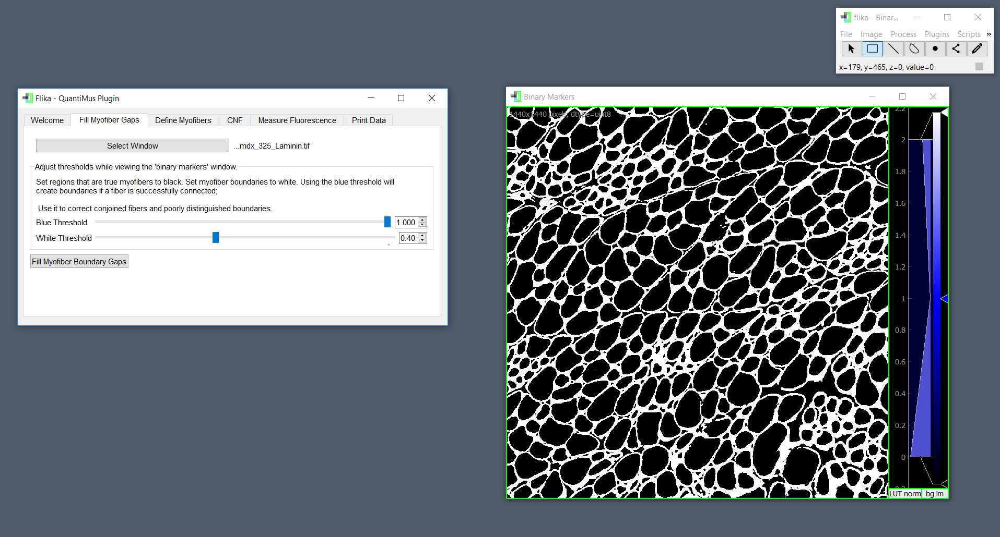 flika - Binar...
File Image Process Plugins Scripts »
x=179, y=465, z=0, value=0
Flika - QuantiMus Plugin
Welcome Fill Myofiber Gaps Define Myofibers CNF Measure Fluorescence Print Data
Select Window ...mdx_325_Laminin.tif
Adjust thresholds while viewing the 'binary markers' window.
Set regions that are true myofibers to black. Set myofiber boundaries to white. Using the blue threshold will
create boundaries if a fiber is successfully connected;
Use it to correct conjoined fibers and poorly distinguished boundaries.
Blue Threshold 1.000
White Threshold 0.40
Fill Myofiber Boundary Gaps
Binary Markers
1440x1440 pixels, dtype=uint8
2.2
2
1.8
1.6
1.4
1.2
1
0.8
0.6
0.4
0.2
0
LUT norm bg im